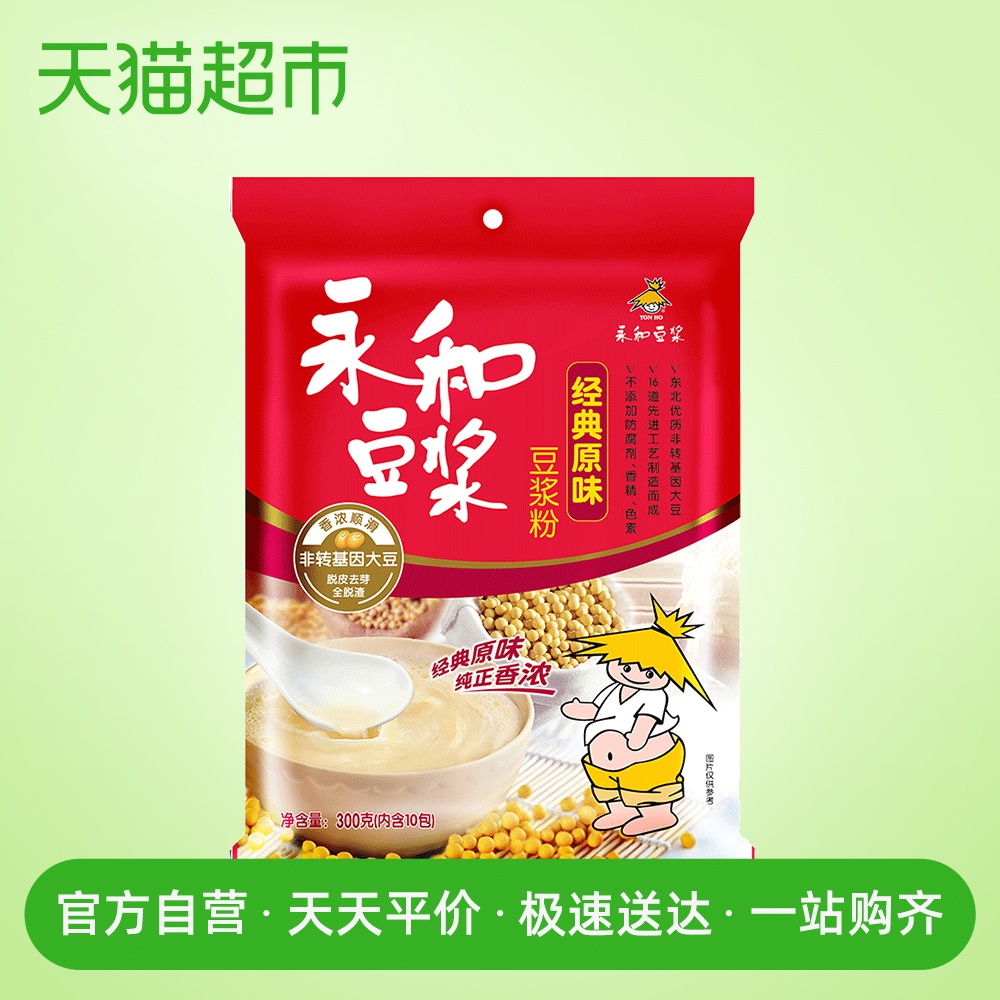 天猫超市
YON HO
永和豆浆
永和
豆浆
经典原味
豆浆粉
\东北优质非转基因大豆
\16道先进工艺制造而成
\不添加防腐剂、香精、色素
香浓顺滑
非转基因大豆
脱皮去芽
全脱渣
经典原味
纯正香浓
图片仅供参考
净含量：300克(内含10包)
官方自营·天天平价·极速送达·一站购齐